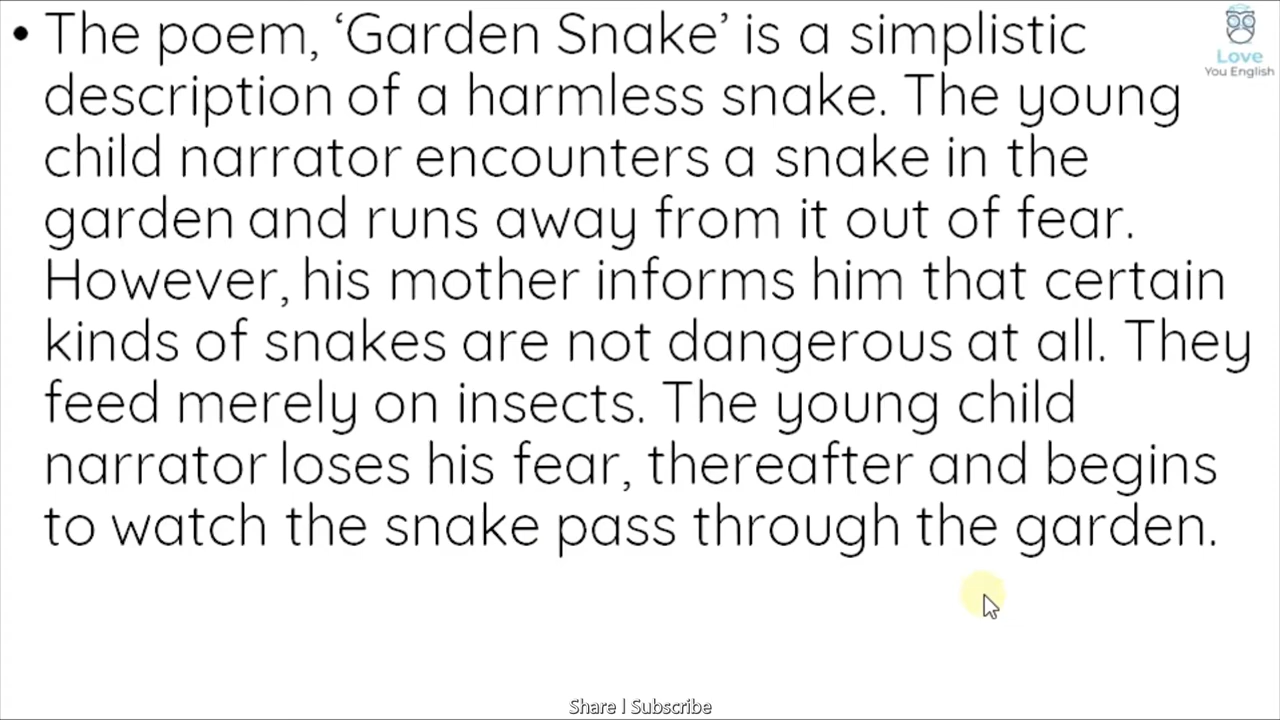 • The poem, ‘Garden Snake’ is a simplistic
description of a harmless snake. The young
child narrator encounters a snake in the
garden and runs away from it out of fear.
However, his mother informs him that certain
kinds of snakes are not dangerous at all. They
feed merely on insects. The young child
narrator loses his fear, thereafter and begins
to watch the snake pass through the garden.
Love
You English
Share | Subscribe